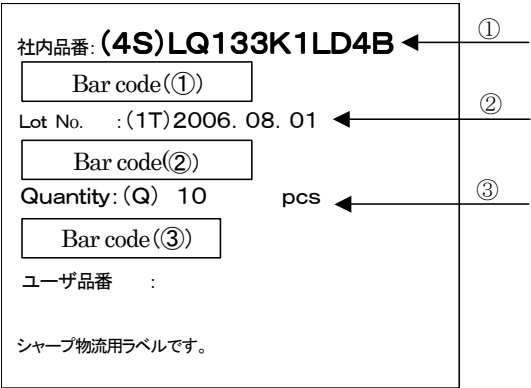 社内品番: (4S)LQ133K1LD4B
①
Bar code(①)
Lot No. :(1T)2006. 08. 01
②
Bar code(②)
Quantity:(Q) 10 pcs
③
Bar code(③)
ユーザ品番 :
シャープ物流用ラベルです。